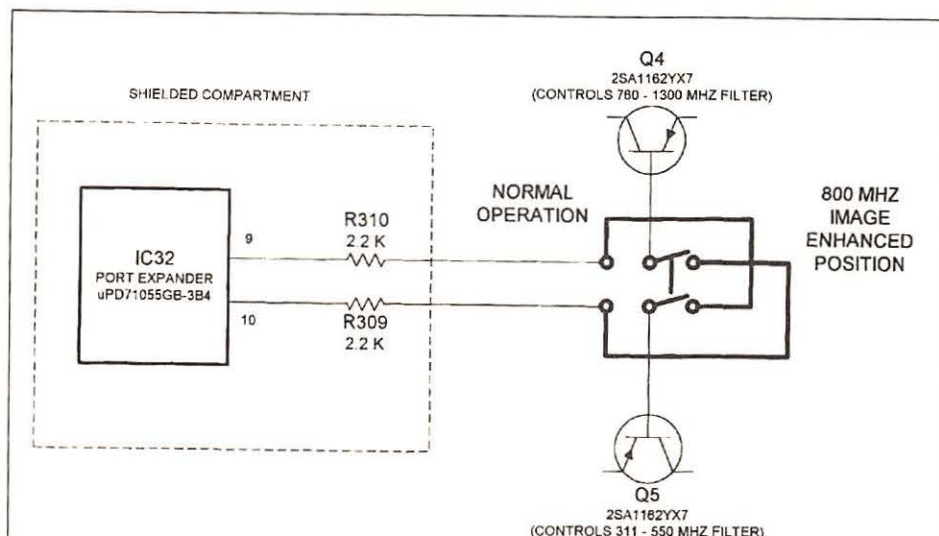 Q4
2SA1162YX7
(CONTROLS 760 - 1300 MHZ FILTER)
SHIELDED COMPARTMENT
NORMAL
OPERATION
800 MHZ
IMAGE
ENHANCED
POSITION
9
R310
2.2 K
IC32
PORT EXPANDER
uPD71055GB-3B4
10
R309
2.2 K
Q5
2SA1162YX7
(CONTROLS 311 - 550 MHZ FILTER)